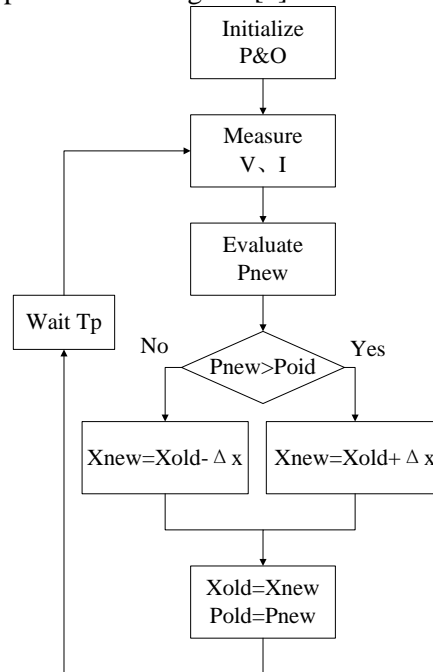 Initialize
P&O
Measure
V、I
Evaluate
Pnew
Wait Tp
No
Yes
Pnew>Poid
Xnew=Xold- Δx
Xnew=Xold+ Δx
Xold=Xnew
Pold=Pnew